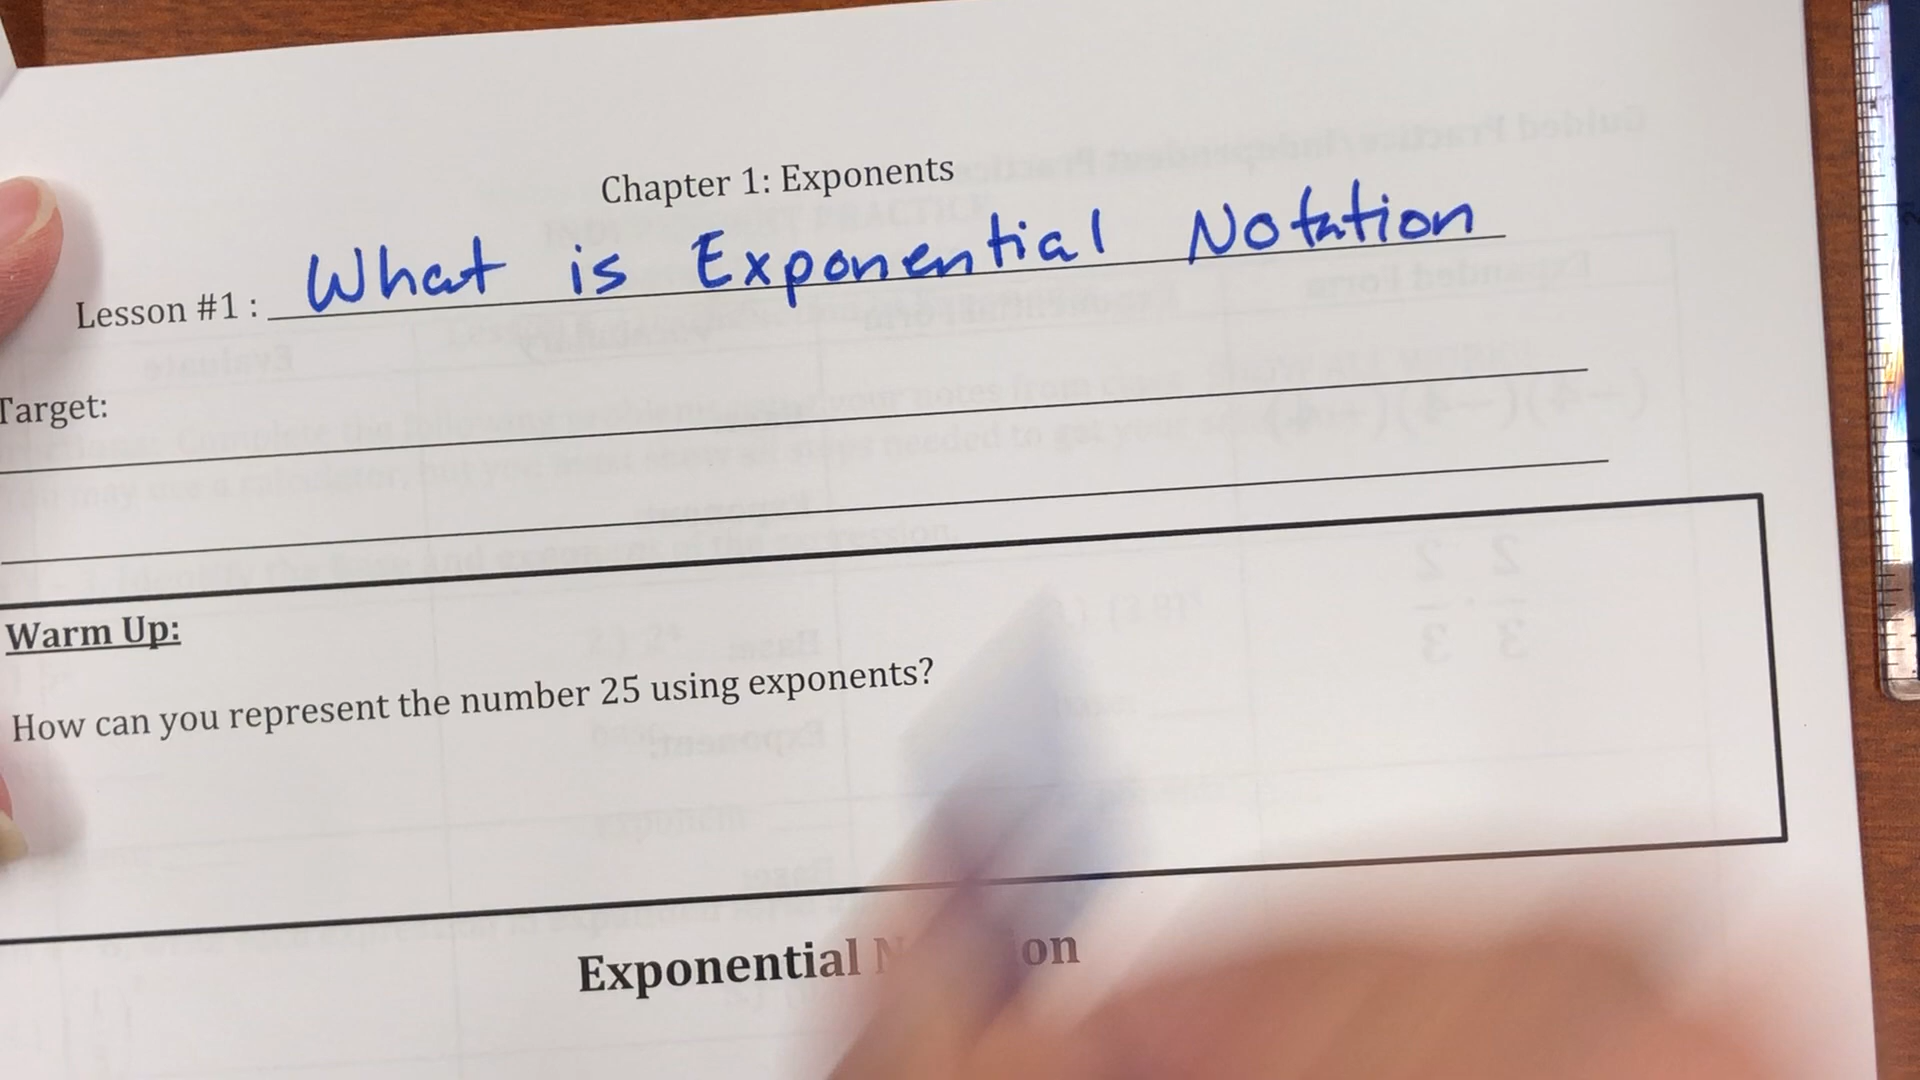 Chapter 1: Exponents
Lesson #1 : What is Exponential Notation
Target:
Warm Up:
How can you represent the number 25 using exponents?
Exponential